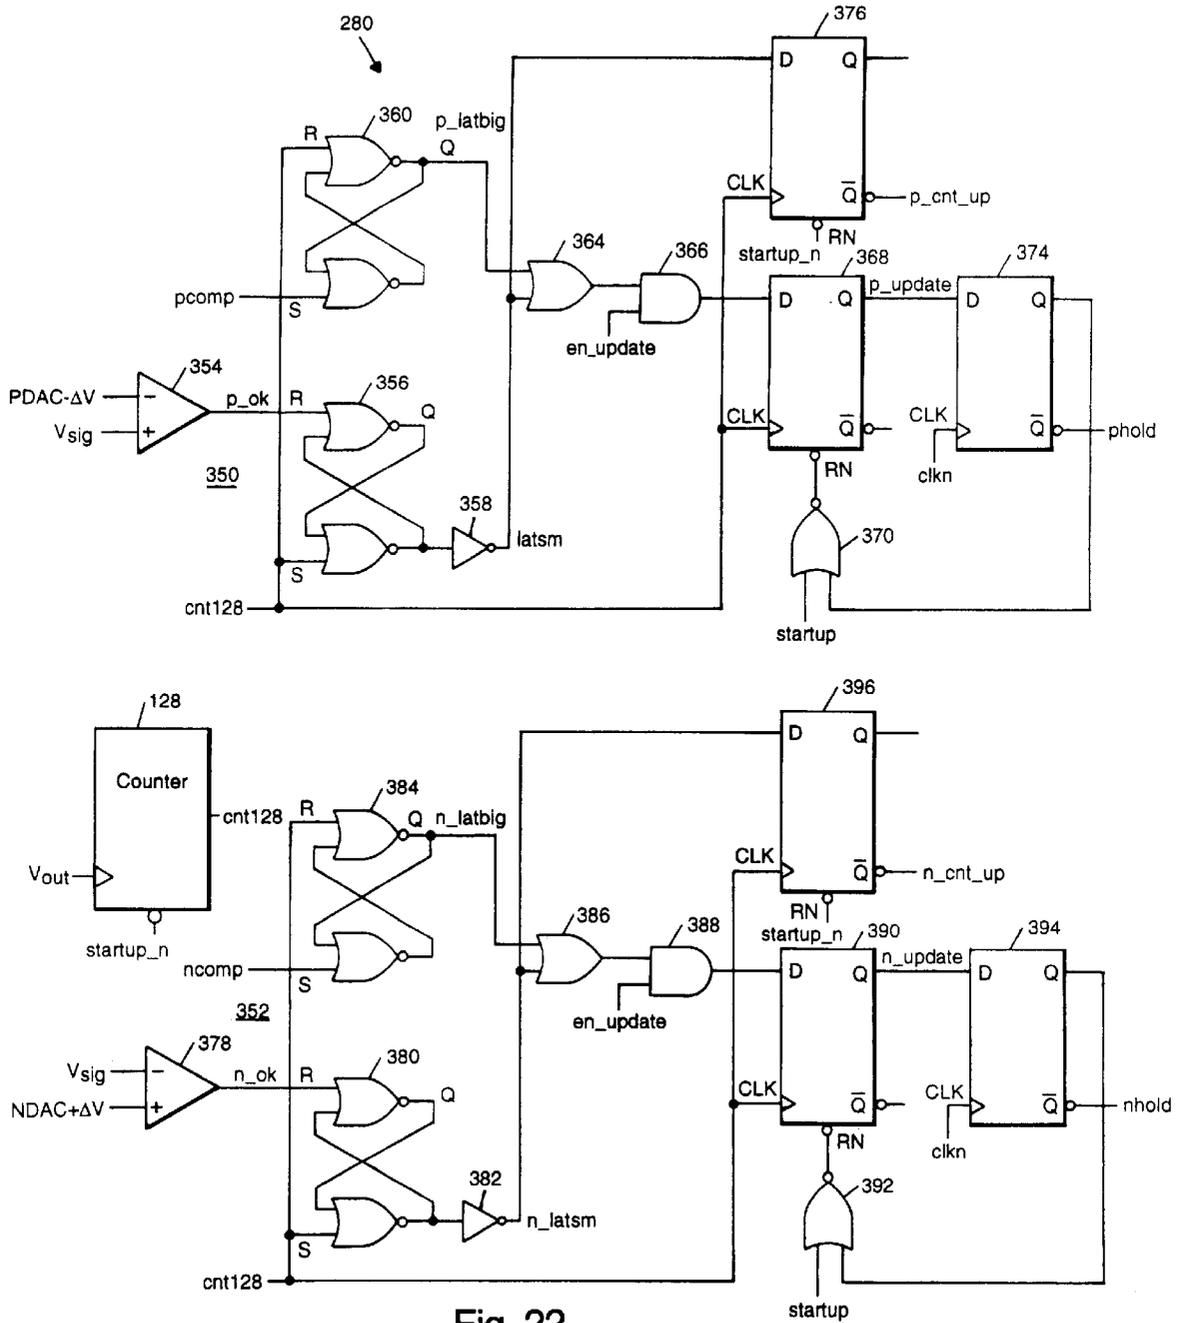 280
376
D Q
360
R
p_latbig
Q
CLK
Q
p_cnt_up
RN
startup_n
364
366
368
374
pcomp
S
D Q
p_update
D Q
en_update
354
356
PDAC-ΔV
−
p_ok
R
Q
Vsig
+
CLK
Q
CLK
Q
phold
350
RN
clkn
358
latsm
370
S
cnt128
startup
128
396
D Q
Counter
384
cnt128
R
Q n_latbig
CLK
Q
n_cnt_up
Vout
RN
startup_n
startup_n
386
388
390
394
ncomp
S
D Q
n_update
D Q
352
en_update
378
380
Vsig
−
n_ok
R
Q
NDAC+ΔV
+
CLK
Q
CLK
Q
nhold
RN
clkn
382
392
n_latsm
S
cnt128
startup